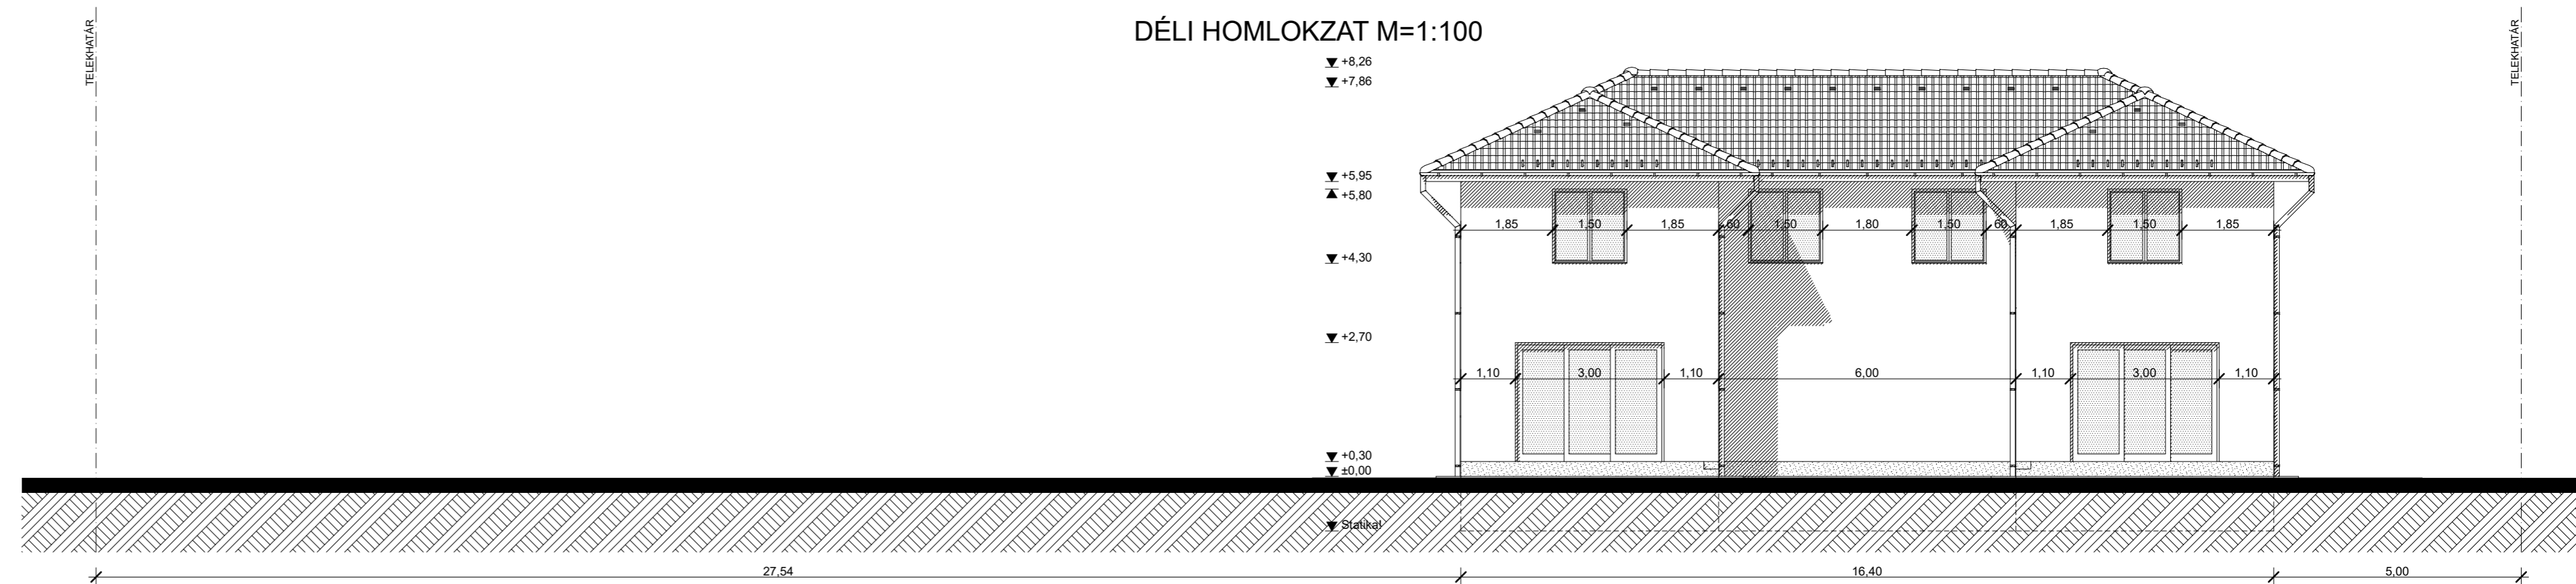 DÉLI HOMLOKZAT M=1:100
TELEKHATÁR
TELEKHATÁR
+8,26
+7,86
+5,95
+5,80
1,85 1,50 1,85 60 1,50 1,80 1,50 60 1,85 1,50 1,85
+4,30
+2,70
1,10 3,00 1,10 6,00 1,10 3,00 1,10
+0,30
±0,00
Statika!
27,54 16,40 5,00